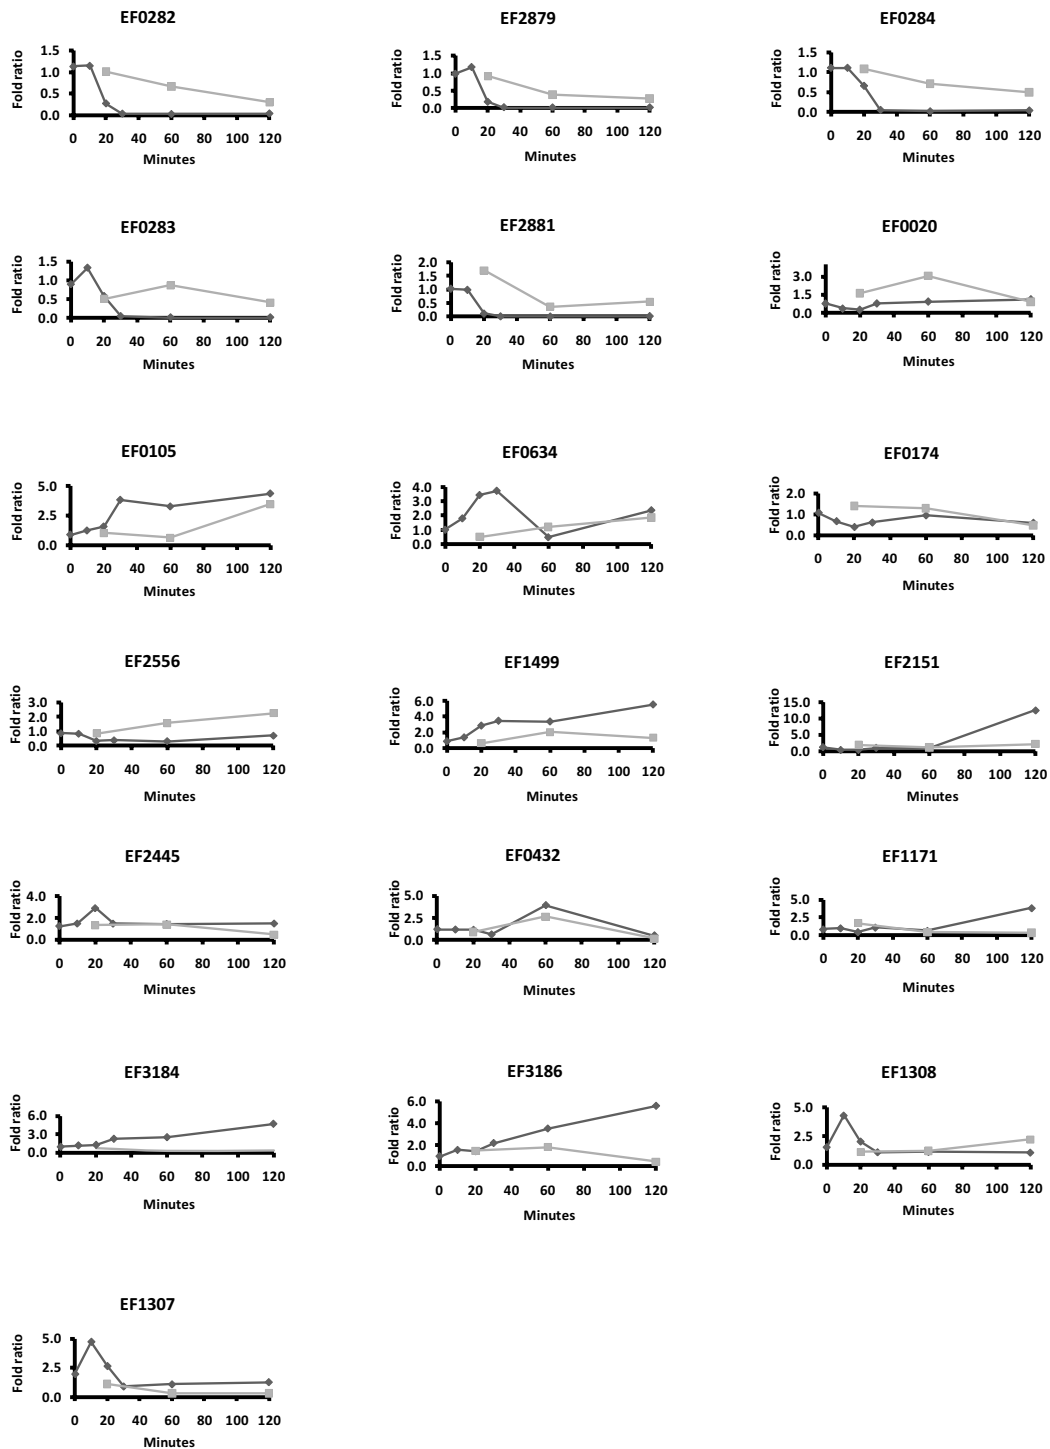 EF0282
Fold ratio
1.5
1.0
0.5
0.0
0 20 40 60 80 100 120
Minutes
EF2879
Fold ratio
1.5
1.0
0.5
0.0
0 20 40 60 80 100 120
Minutes
EF0284
Fold ratio
1.5
1.0
0.5
0.0
0 20 40 60 80 100 120
Minutes
EF0283
Fold ratio
1.5
1.0
0.5
0.0
0 20 40 60 80 100 120
Minutes
EF2881
Fold ratio
2.0
1.5
1.0
0.5
0.0
0 20 40 60 80 100 120
Minutes
EF0020
Fold ratio
3.0
1.5
0.0
0 20 40 60 80 100 120
Minutes
EF0105
Fold ratio
5.0
2.5
0.0
0 20 40 60 80 100 120
Minutes
EF0634
Fold ratio
4.0
3.0
2.0
1.0
0.0
0 20 40 60 80 100 120
Minutes
EF0174
Fold ratio
2.0
1.0
0.0
0 20 40 60 80 100 120
Minutes
EF2556
Fold ratio
3.0
2.0
1.0
0.0
0 20 40 60 80 100 120
Minutes
EF1499
Fold ratio
6.0
4.0
2.0
0.0
0 20 40 60 80 100 120
Minutes
EF2151
Fold ratio
15.0
10.0
5.0
0.0
0 20 40 60 80 100 120
Minutes
EF2445
Fold ratio
4.0
2.0
0.0
0 20 40 60 80 100 120
Minutes
EF0432
Fold ratio
5.0
2.5
0.0
0 20 40 60 80 100 120
Minutes
EF1171
Fold ratio
5.0
2.5
0.0
0 20 40 60 80 100 120
Minutes
EF3184
Fold ratio
6.0
3.0
0.0
0 20 40 60 80 100 120
Minutes
EF3186
Fold ratio
6.0
4.0
2.0
0.0
0 20 40 60 80 100 120
Minutes
EF1308
Fold ratio
5.0
2.5
0.0
0 20 40 60 80 100 120
Minutes
EF1307
Fold ratio
5.0
2.5
0.0
0 20 40 60 80 100 120
Minutes